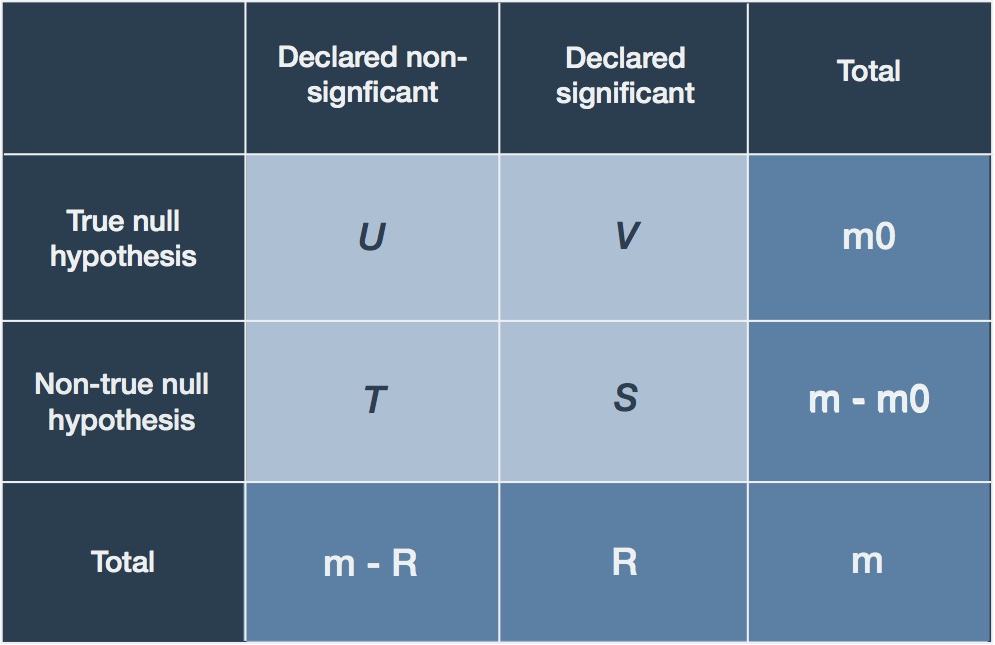 Declared non-
signficant
Declared
significant
Total
True null
hypothesis
U
V
m0
Non-true null
hypothesis
T
S
m - m0
Total
m - R
R
m